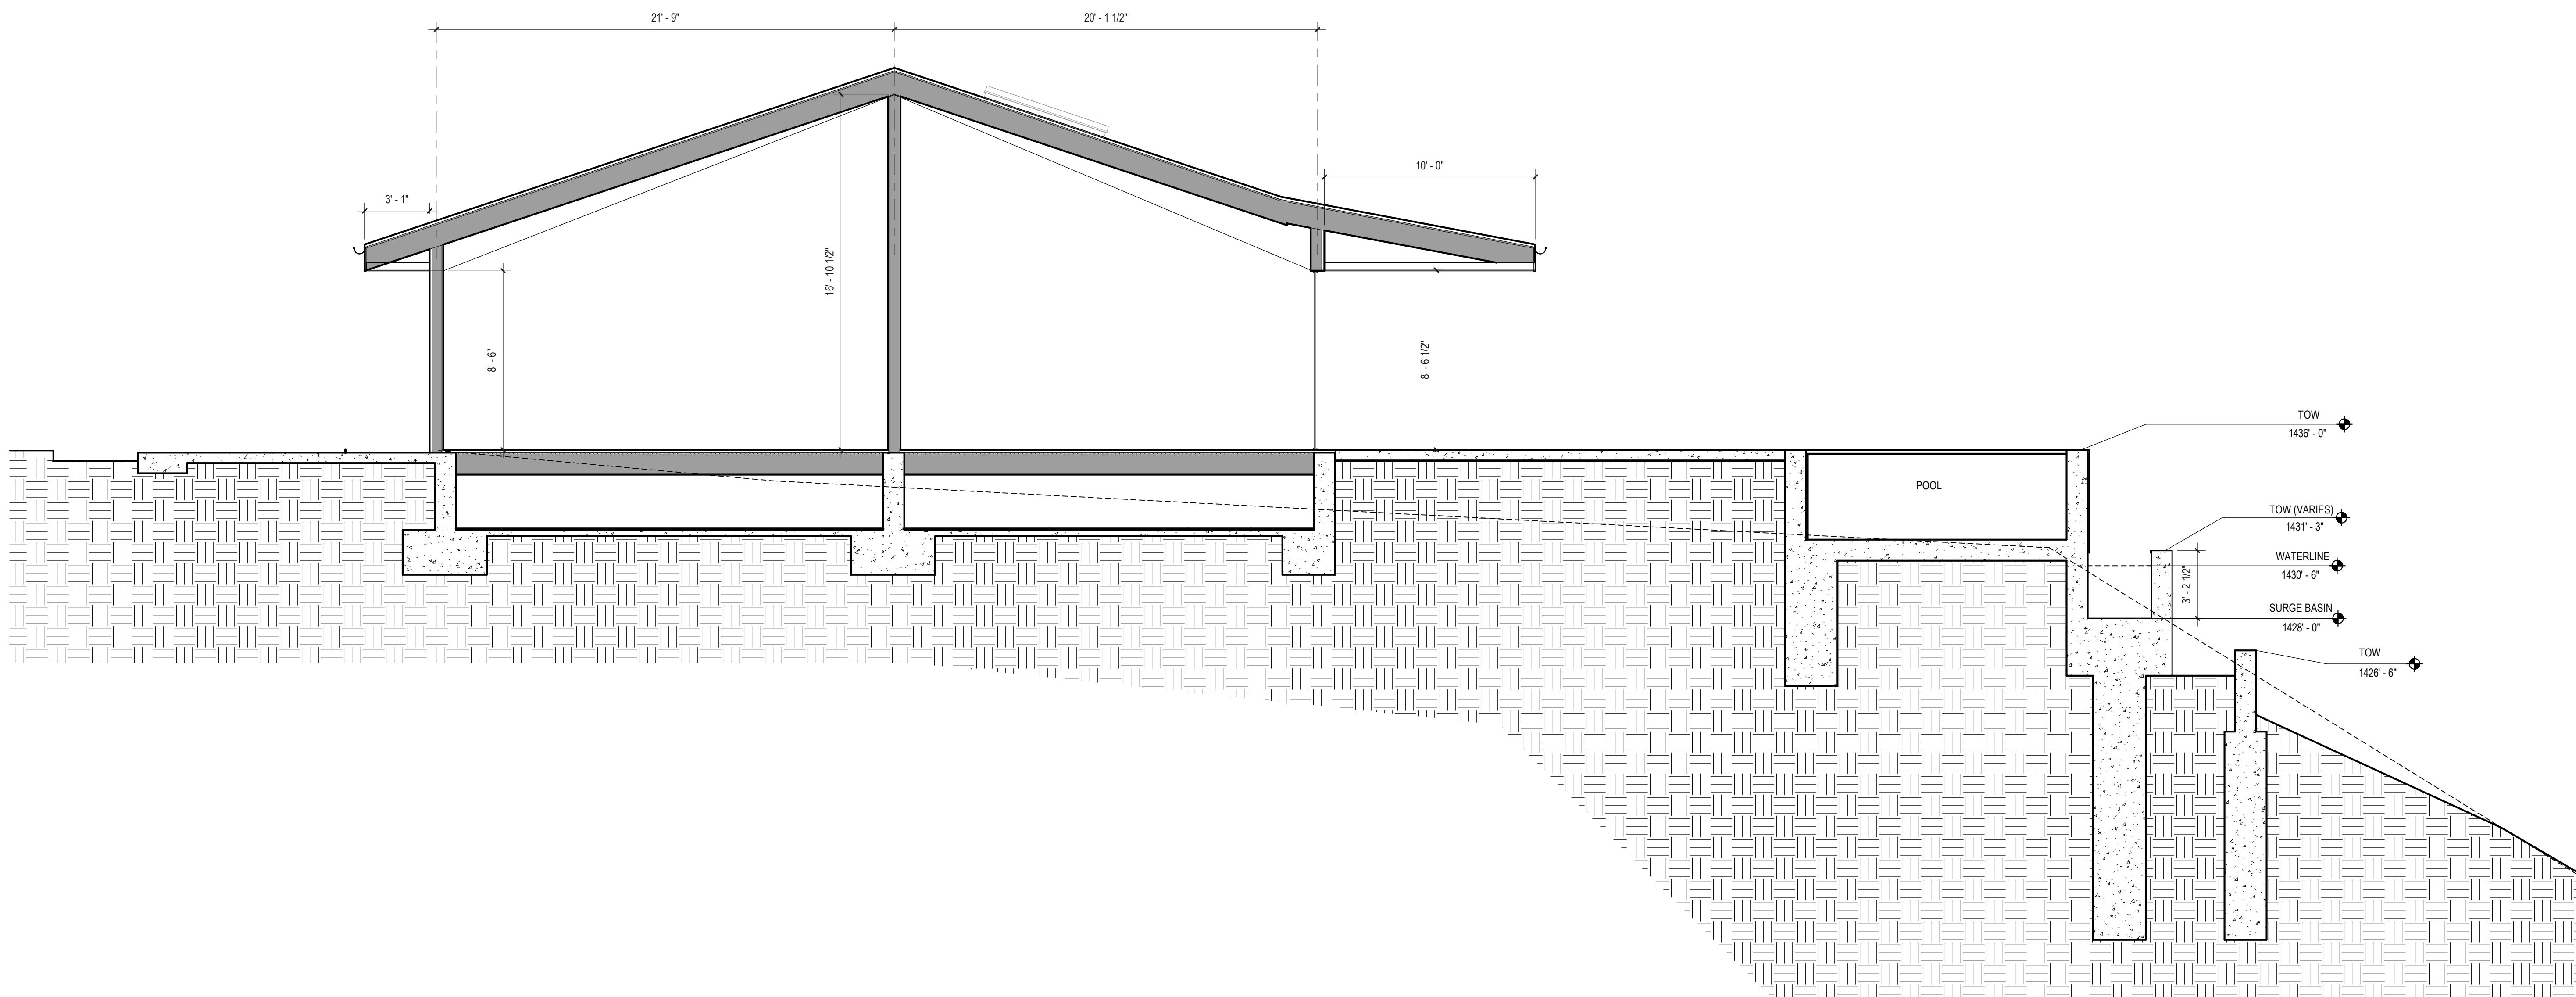 21' - 9"
20' - 1 1/2"
10' - 0"
3' - 1"
16' - 10 1/2"
8' - 6"
8' - 6 1/2"
TOW
1436' - 0"
POOL
TOW (VARIES)
1431' - 3"
WATERLINE
1430' - 6"
3' - 2 1/2"
SURGE BASIN
1428' - 0"
TOW
1426' - 6"